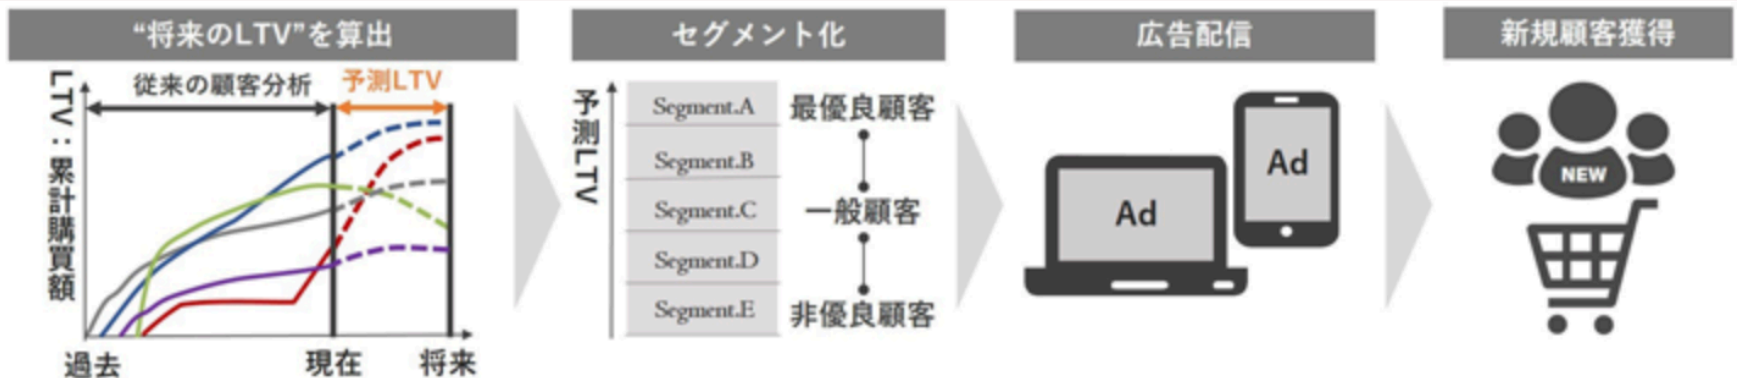 “将来のLTV”を算出
セグメント化
広告配信
新規顧客獲得
LTV：累計購買額
従来の顧客分析
予測LTV
過去
現在
将来
予測LTV
Segment.A
Segment.B
Segment.C
Segment.D
Segment.E
最優良顧客
一般顧客
非優良顧客
Ad
Ad
NEW